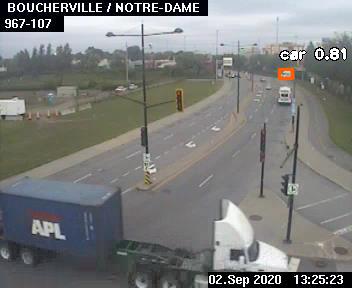 BOUCHERVILLE / NOTRE-DAME
967-107
car 0.81
APL
02.Sep 2020 13:25:23